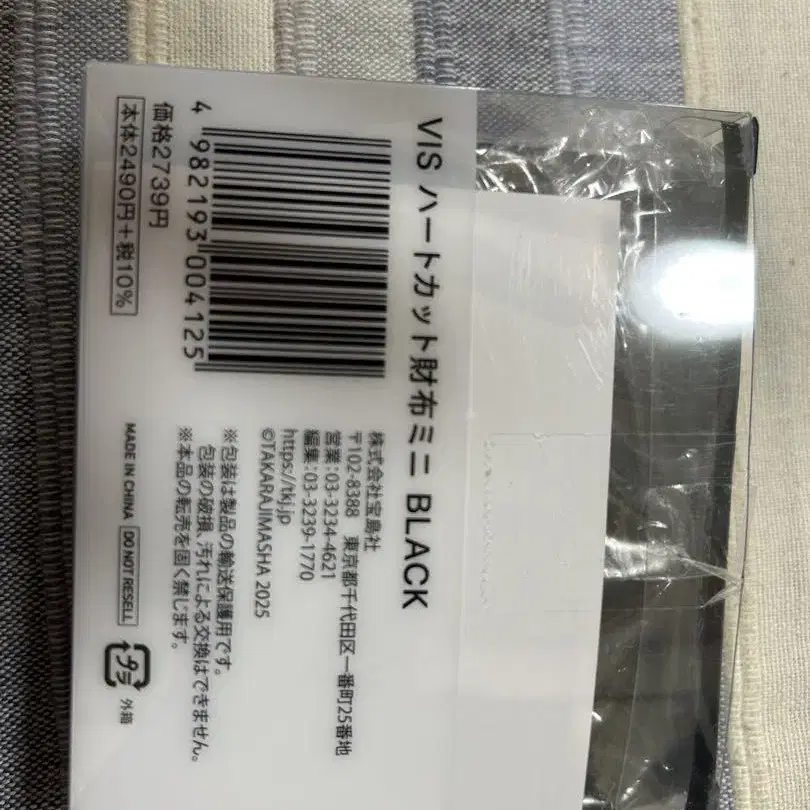 VIS ハートカット財布ミニ BLACK
4 982193 004125
価格2739円
本体2490円+税10%
株式会社宝島社
〒102-8388 東京都千代田区一番町25番地
営業:03-3234-4621
編集:03-3239-1770
https://tkj.jp
©TAKARAJIMASHA 2025
※包装は製品の輸送保護用です。
包装の破損、汚れによる交換はできません。
※本品の転売を固く禁じます。
MADE IN CHINA DO NOT RESELL
プラ 外箱